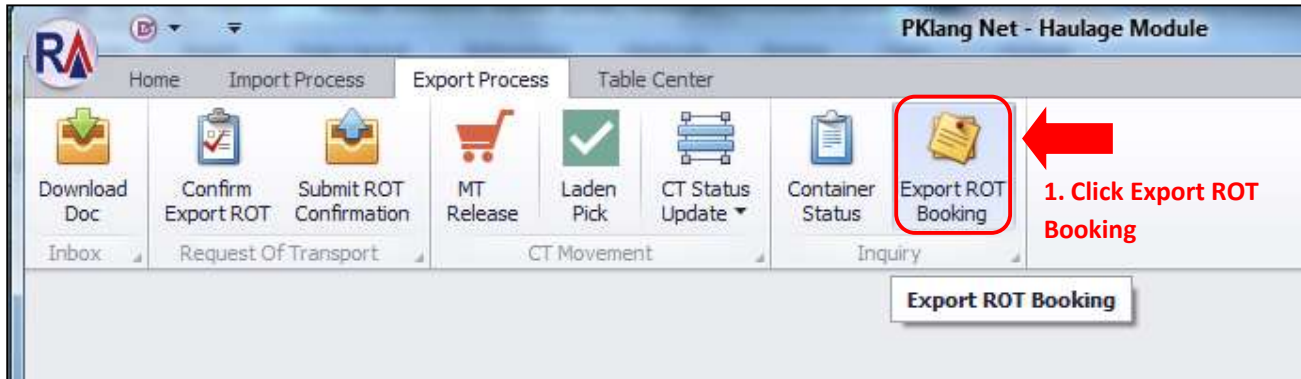 PKlang Net - Haulage Module
RA
Home Import Process Export Process Table Center
Download Doc
Confirm Export ROT
Submit ROT Confirmation
MT Release
Laden Pick
CT Status Update
Container Status
Export ROT Booking
1. Click Export ROT
Booking
Inbox Request Of Transport CT Movement Inquiry
Export ROT Booking